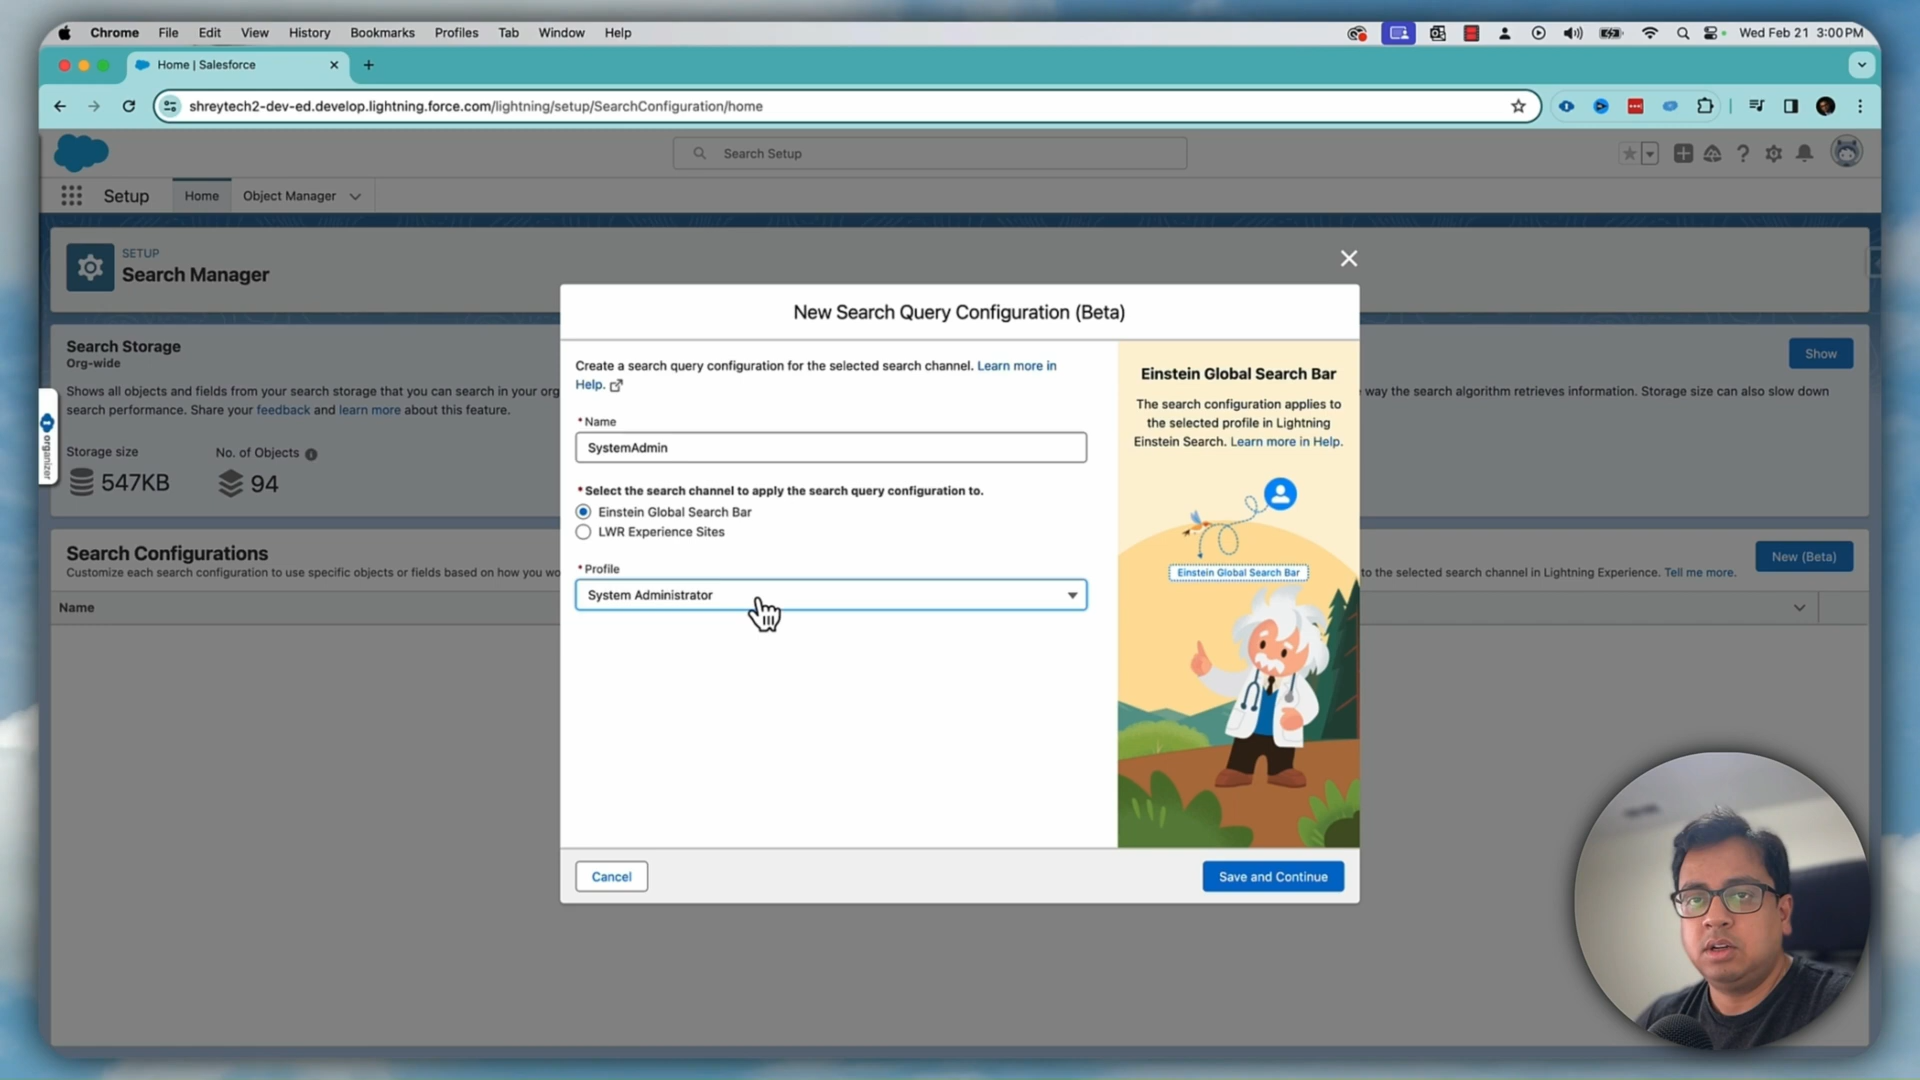 Chrome File Edit View History Bookmarks Profiles Tab Window Help Wed Feb 21 3:00 PM
Home | Salesforce
shreytech2-dev-ed.develop.lightning.force.com/lightning/setup/SearchConfiguration/home
Search Setup
Setup Home Object Manager
SETUP
Search Manager
Search Storage
Org-wide
Show
Shows all objects and fields from your search storage that you can search in your org
way the search algorithm retrieves information. Storage size can also slow down
search performance. Share your feedback and learn more about this feature.
Storage size No. of Objects
547KB 94
organizer
Search Configurations
Customize each search configuration to use specific objects or fields based on how you wo
to the selected search channel in Lightning Experience. Tell me more.
New (Beta)
Name
New Search Query Configuration (Beta)
Create a search query configuration for the selected search channel. Learn more in
Help.
* Name
SystemAdmin
* Select the search channel to apply the search query configuration to.
Einstein Global Search Bar
LWR Experience Sites
* Profile
System Administrator
Einstein Global Search Bar
The search configuration applies to
the selected profile in Lightning
Einstein Search. Learn more in Help.
Einstein Global Search Bar
Cancel
Save and Continue